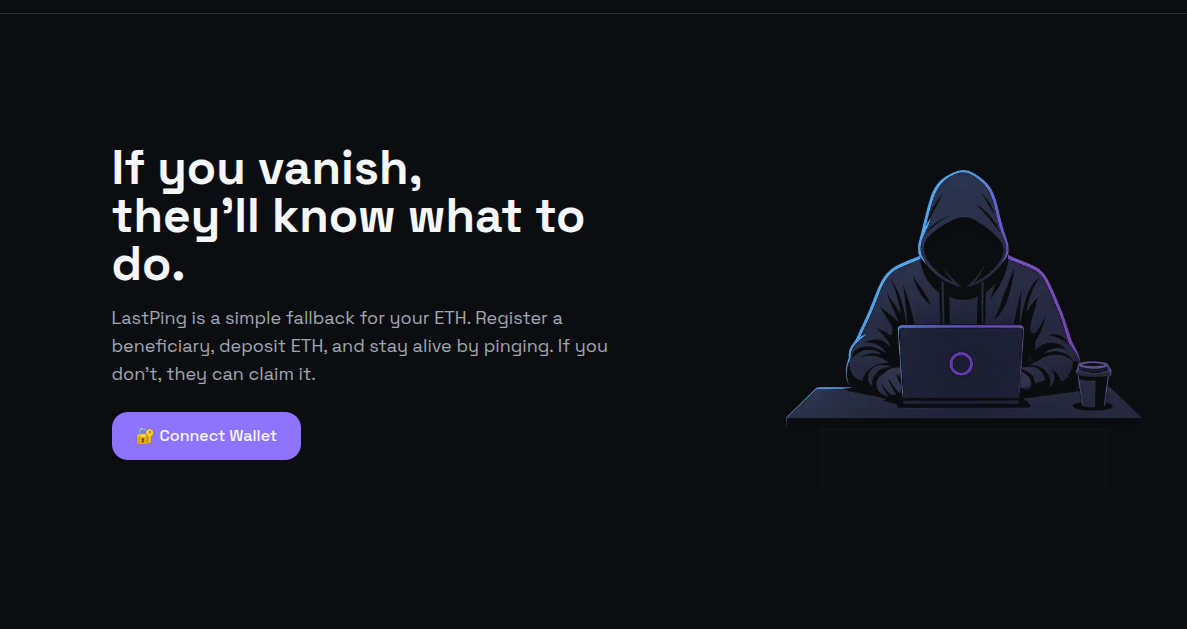 If you vanish,
they’ll know what to
do.
LastPing is a simple fallback for your ETH. Register a
beneficiary, deposit ETH, and stay alive by pinging. If you
don’t, they can claim it.
🔐 Connect Wallet